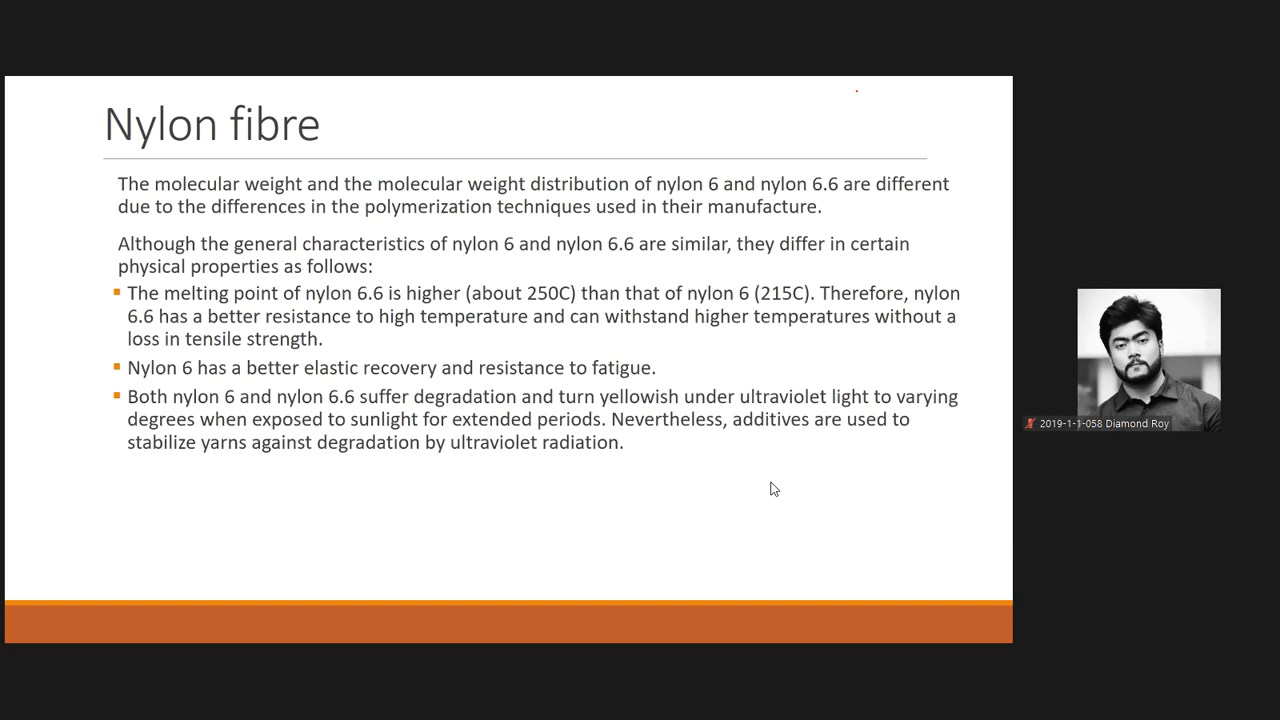 Nylon fibre
The molecular weight and the molecular weight distribution of nylon 6 and nylon 6.6 are different
due to the differences in the polymerization techniques used in their manufacture.
Although the general characteristics of nylon 6 and nylon 6.6 are similar, they differ in certain
physical properties as follows:
▪ The melting point of nylon 6.6 is higher (about 250C) than that of nylon 6 (215C). Therefore, nylon
6.6 has a better resistance to high temperature and can withstand higher temperatures without a
loss in tensile strength.
▪ Nylon 6 has a better elastic recovery and resistance to fatigue.
▪ Both nylon 6 and nylon 6.6 suffer degradation and turn yellowish under ultraviolet light to varying
degrees when exposed to sunlight for extended periods. Nevertheless, additives are used to
stabilize yarns against degradation by ultraviolet radiation.
2019-1-1-058 Diamond Roy